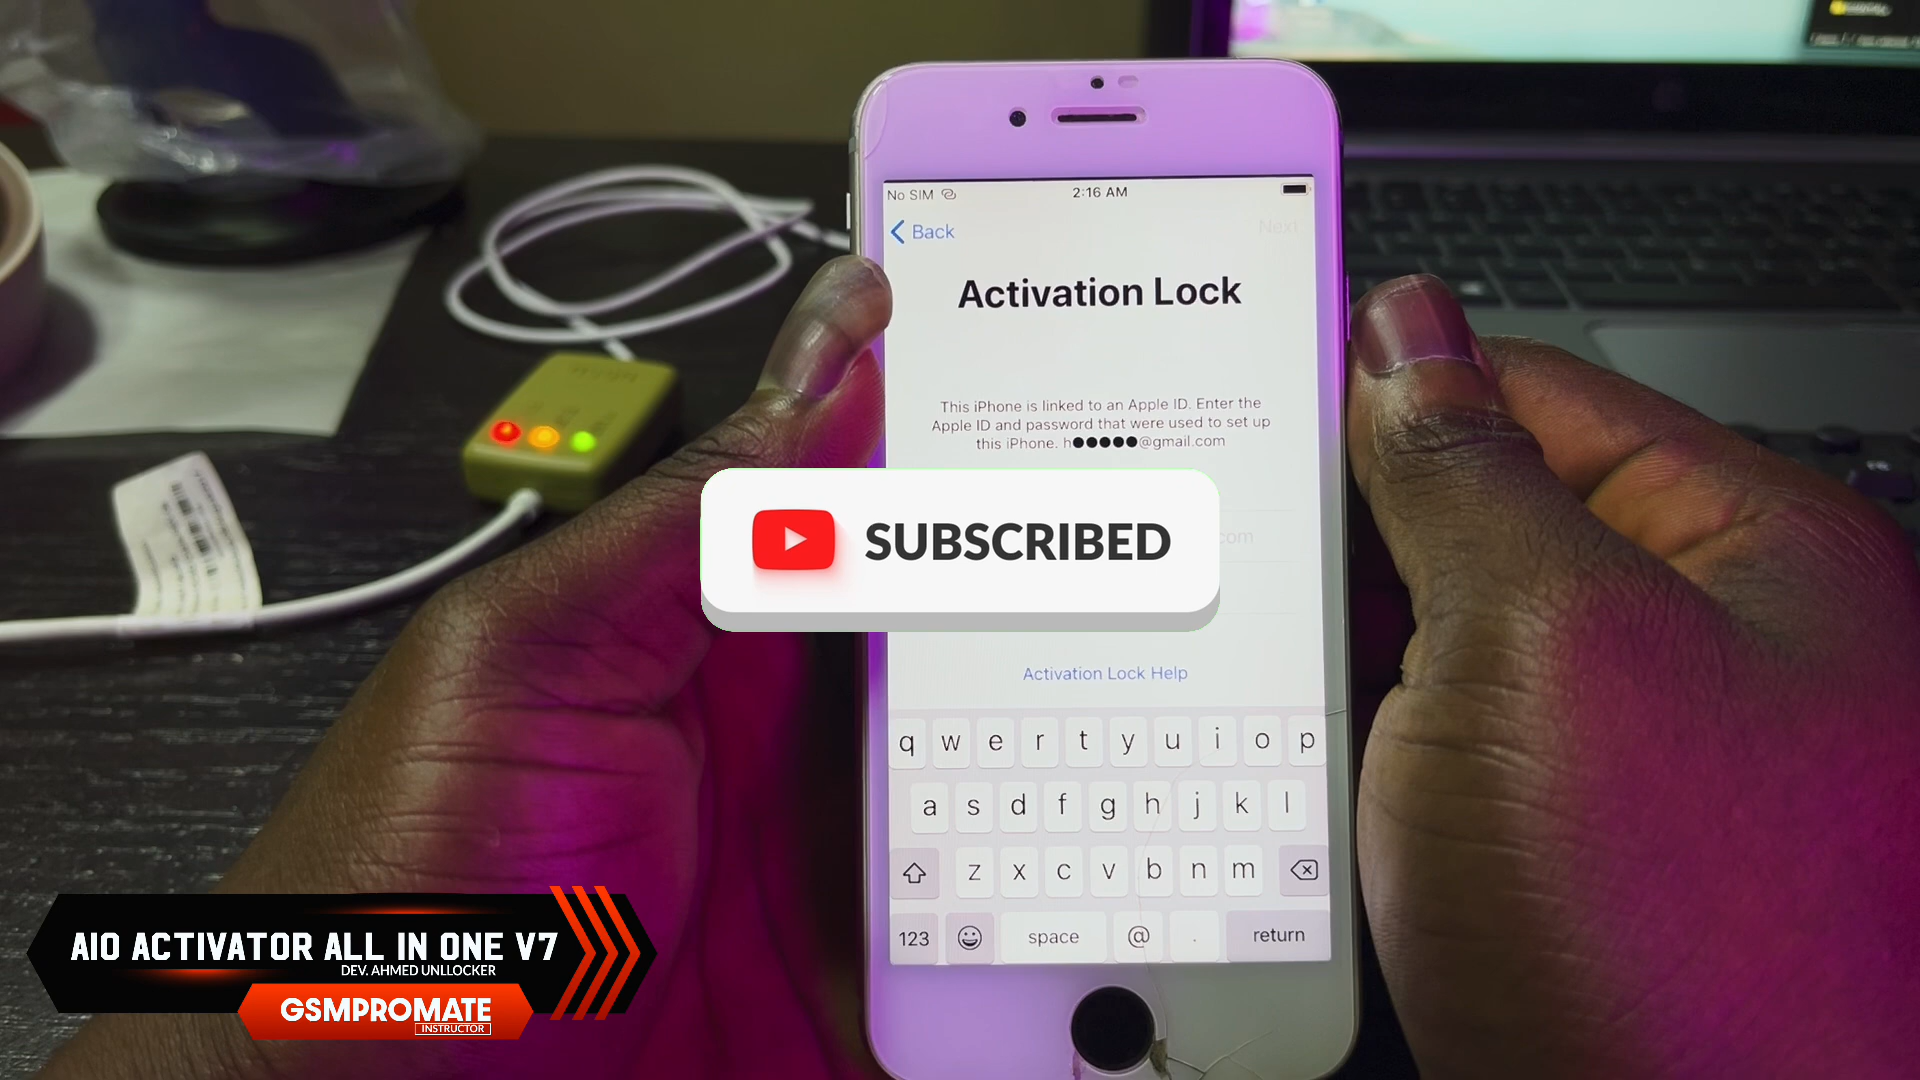 No SIM
2:16 AM
Back
Next
Activation Lock
This iPhone is linked to an Apple ID. Enter the
Apple ID and password that were used to set up
this iPhone. h●●●●●@gmail.com
SUBSCRIBED
.com
Activation Lock Help
q w e r t y u i o p
a s d f g h j k l
z x c v b n m
123 space @ . return
AIO ACTIVATOR ALL IN ONE V7
DEV. AHMED UNLLOCKER
GSMPROMATE
INSTRUCTOR